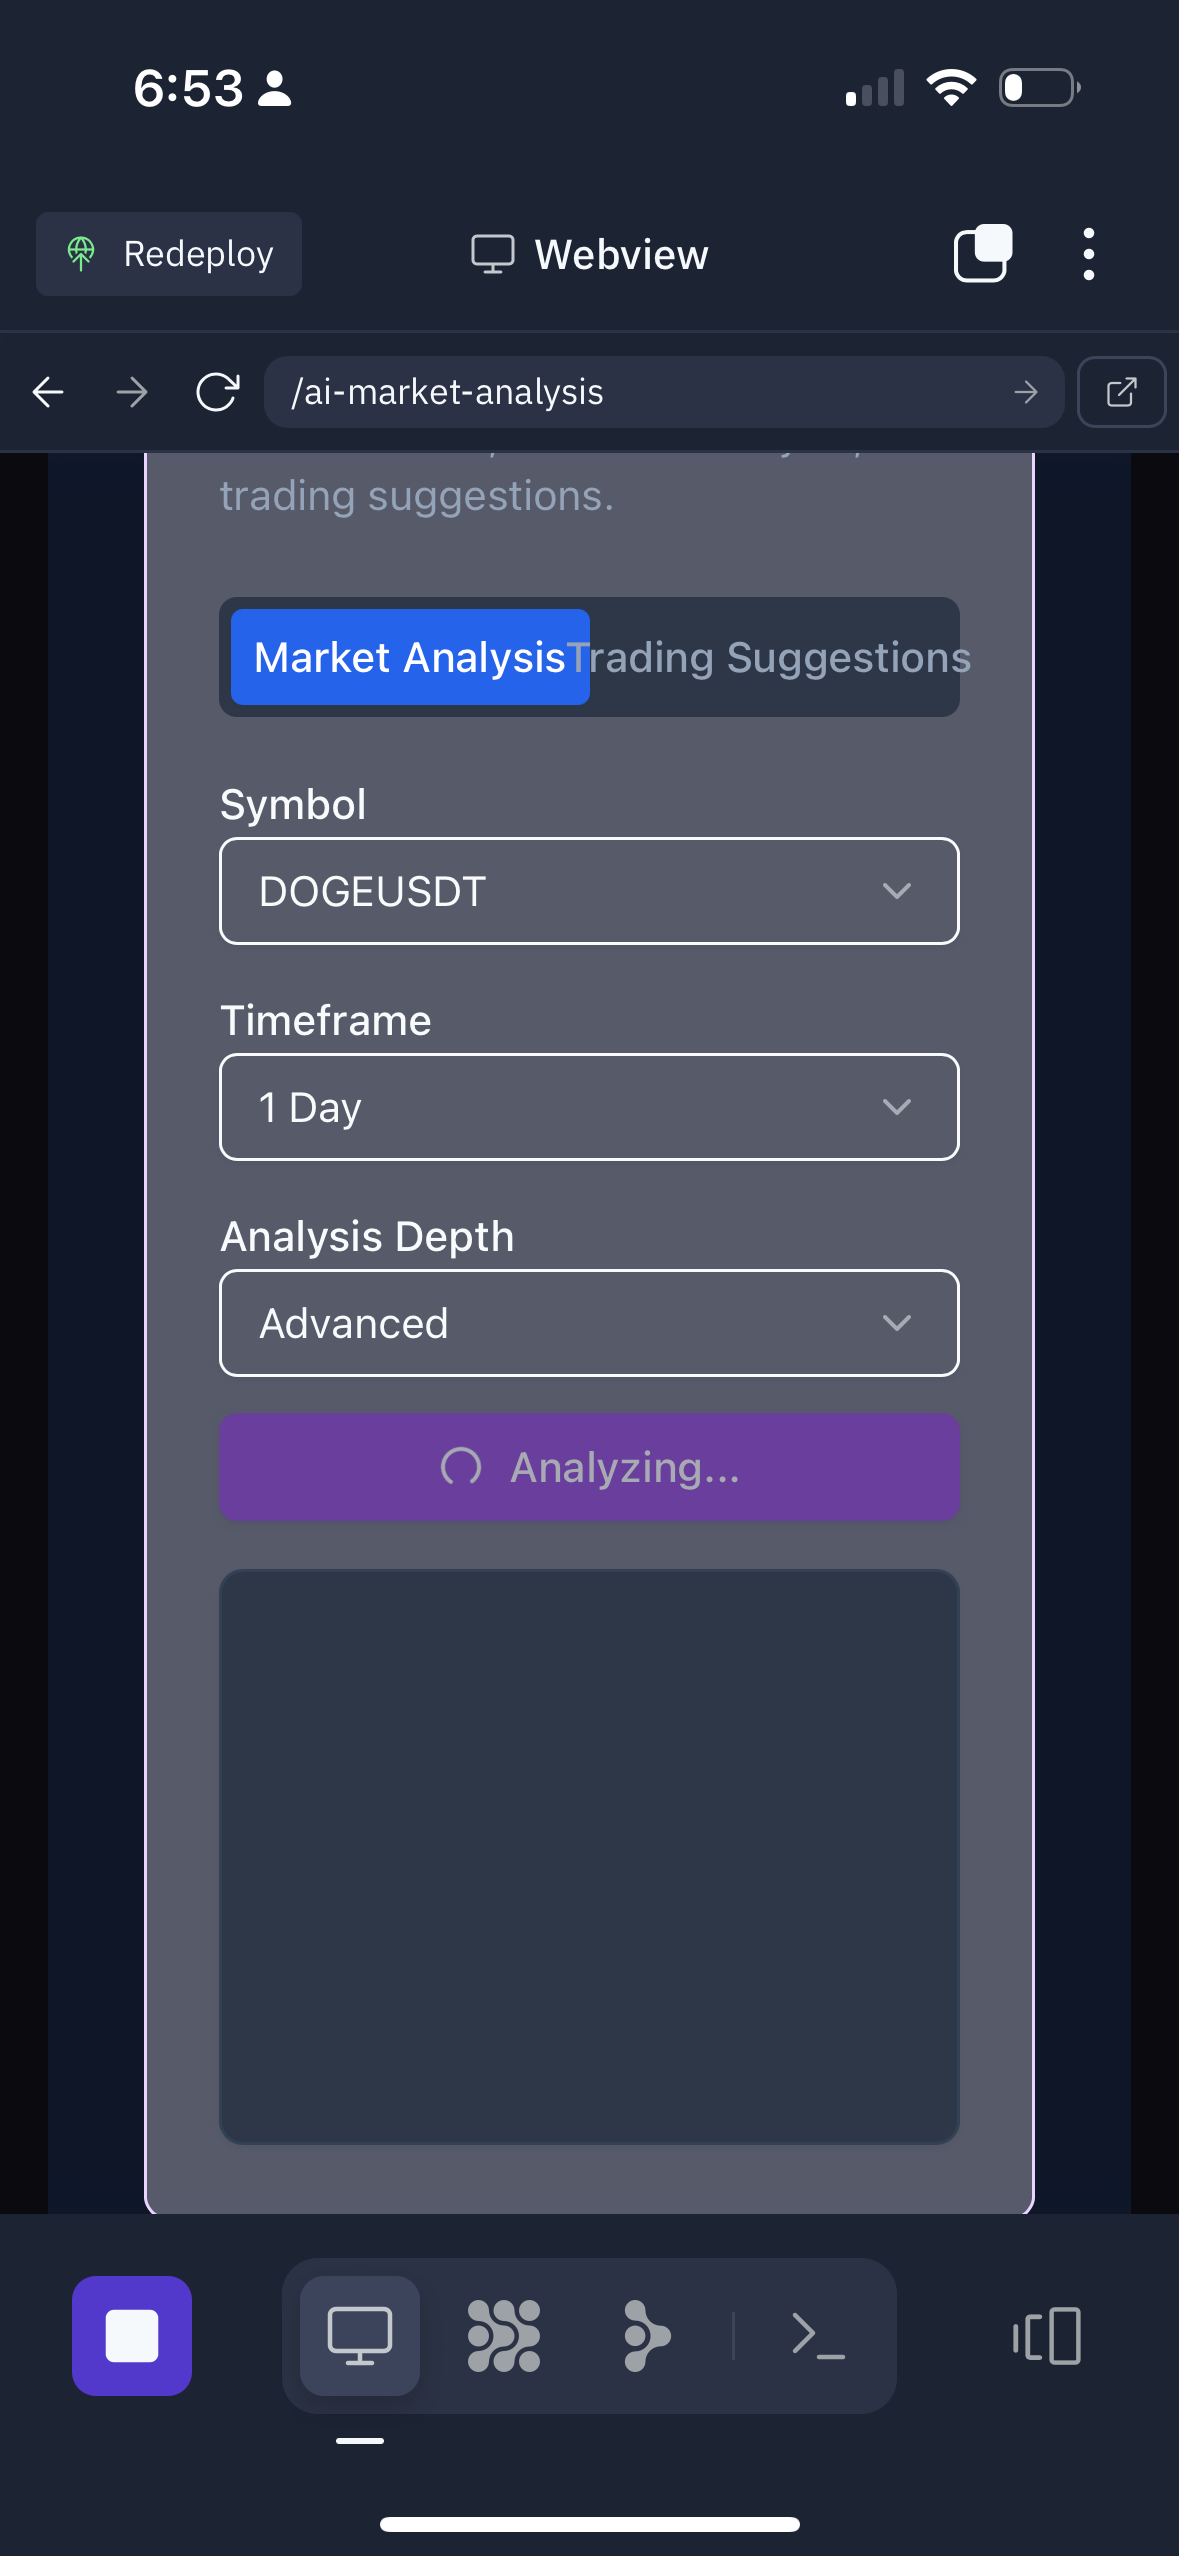 6:53
Redeploy
Webview
/ai-market-analysis
trading suggestions.
Market Analysis
Trading Suggestions
Symbol
DOGEUSDT
Timeframe
1 Day
Analysis Depth
Advanced
Analyzing...